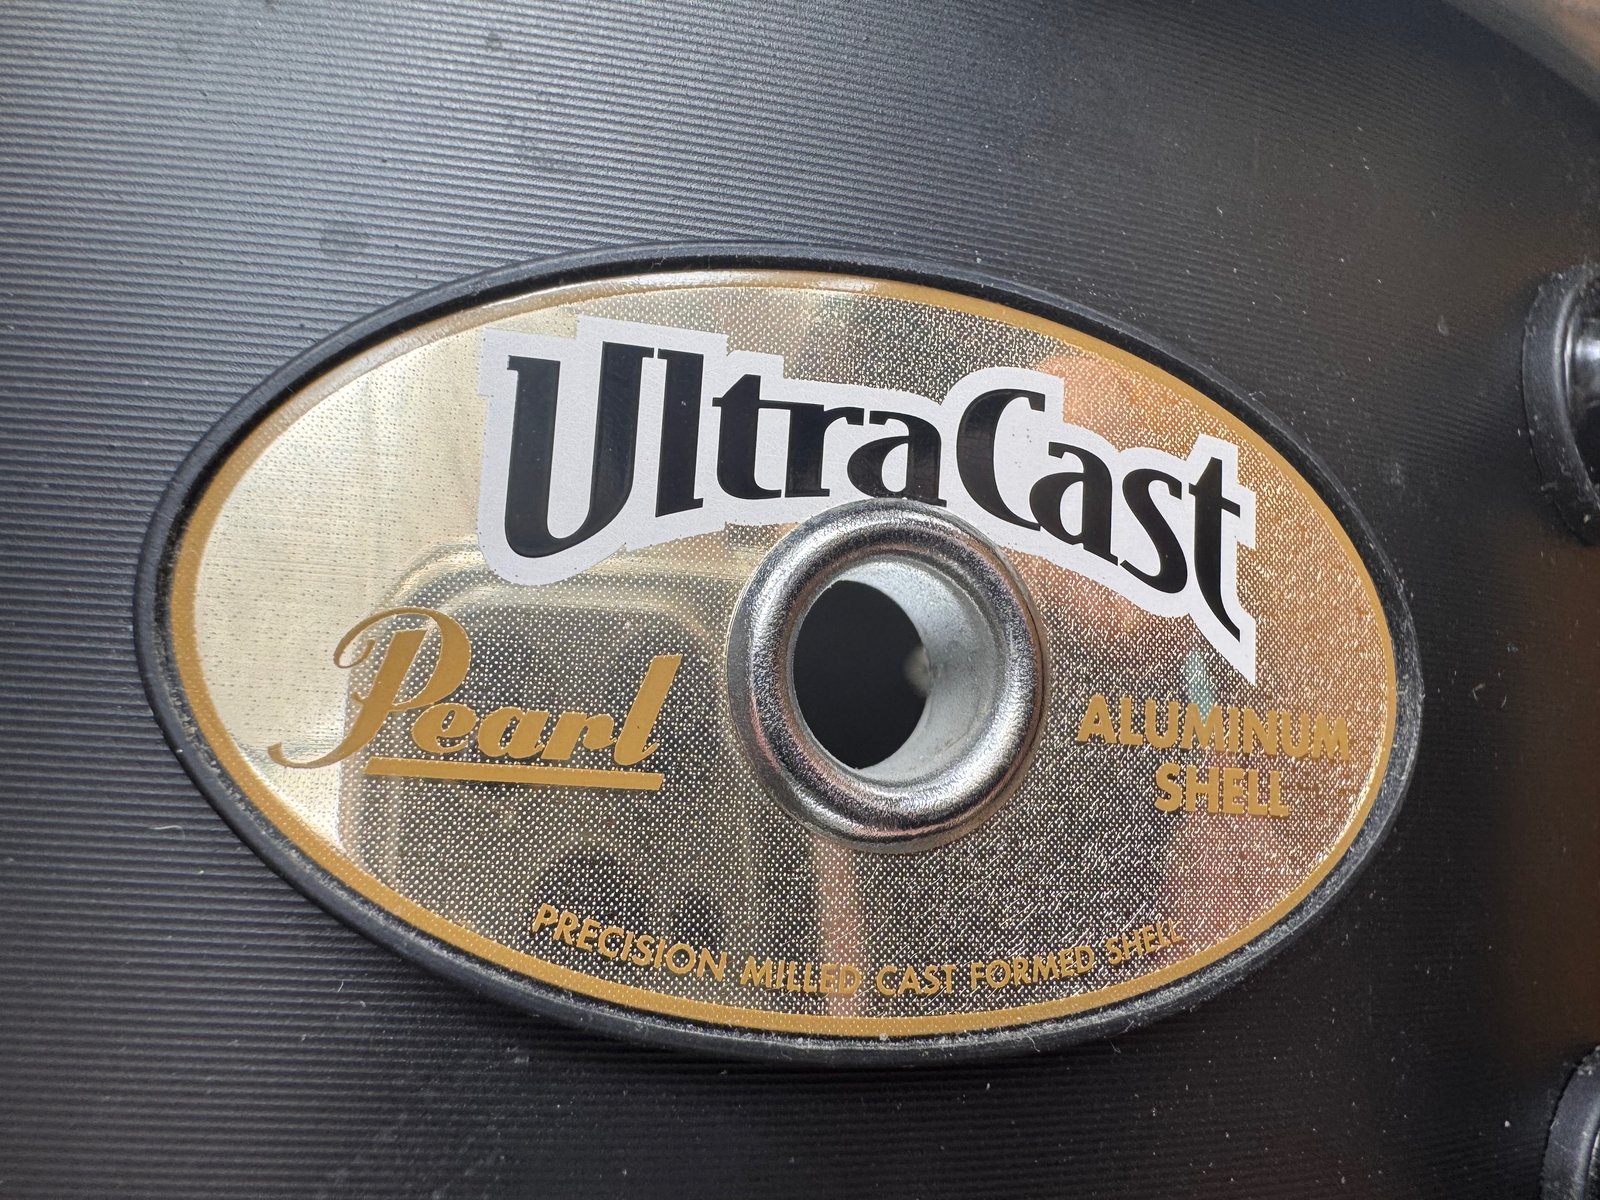 UltraCast
Pearl
ALUMINUM
SHELL
PRECISION MILLED CAST FORMED SHELL